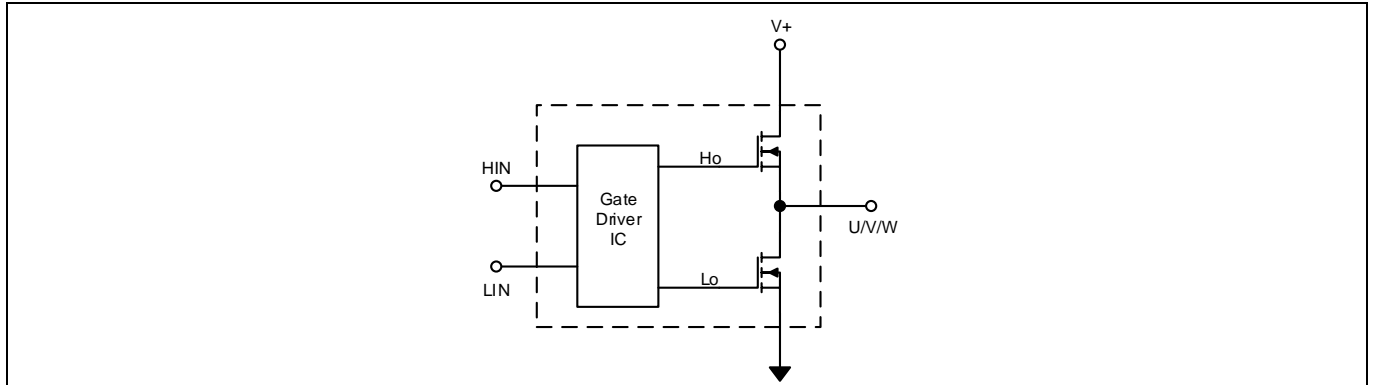 V+
HIN
Ho
Gate
Driver
IC
U/V/W
LIN
Lo